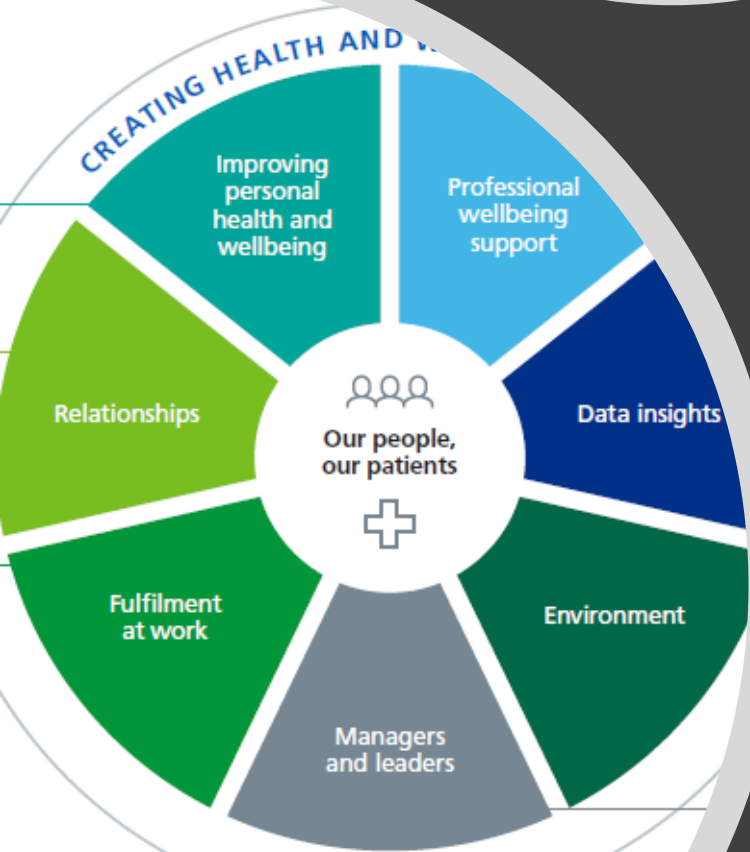 CREATING HEALTH AND
Improving
personal
health and
wellbeing
Professional
wellbeing
support
Relationships
Data insights
Our people,
our patients
Fulfilment
at work
Environment
Managers
and leaders